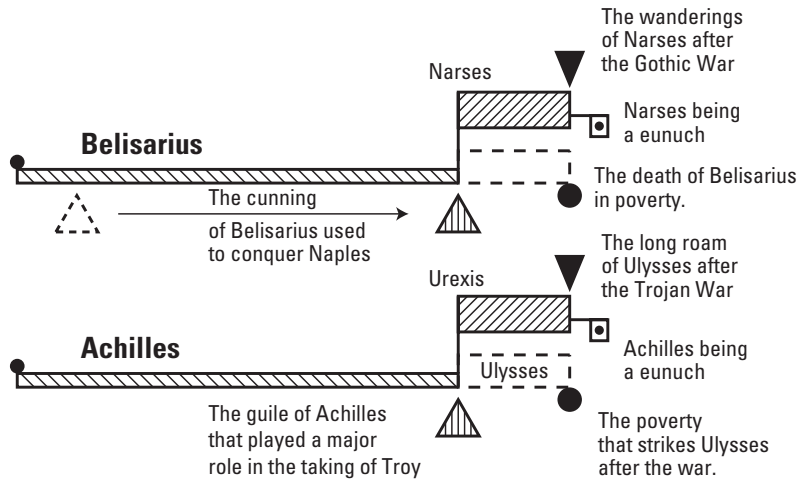 The wanderings
of Narses after
the Gothic War
Narses
Narses being
a eunuch
Belisarius
The death of Belisarius
in poverty.
The cunning
of Belisarius used
to conquer Naples
The long roam
of Ulysses after
the Trojan War
Urexis
Achilles being
a eunuch
Achilles
Ulysses
The guile of Achilles
that played a major
role in the taking of Troy
The poverty
that strikes Ulysses
after the war.